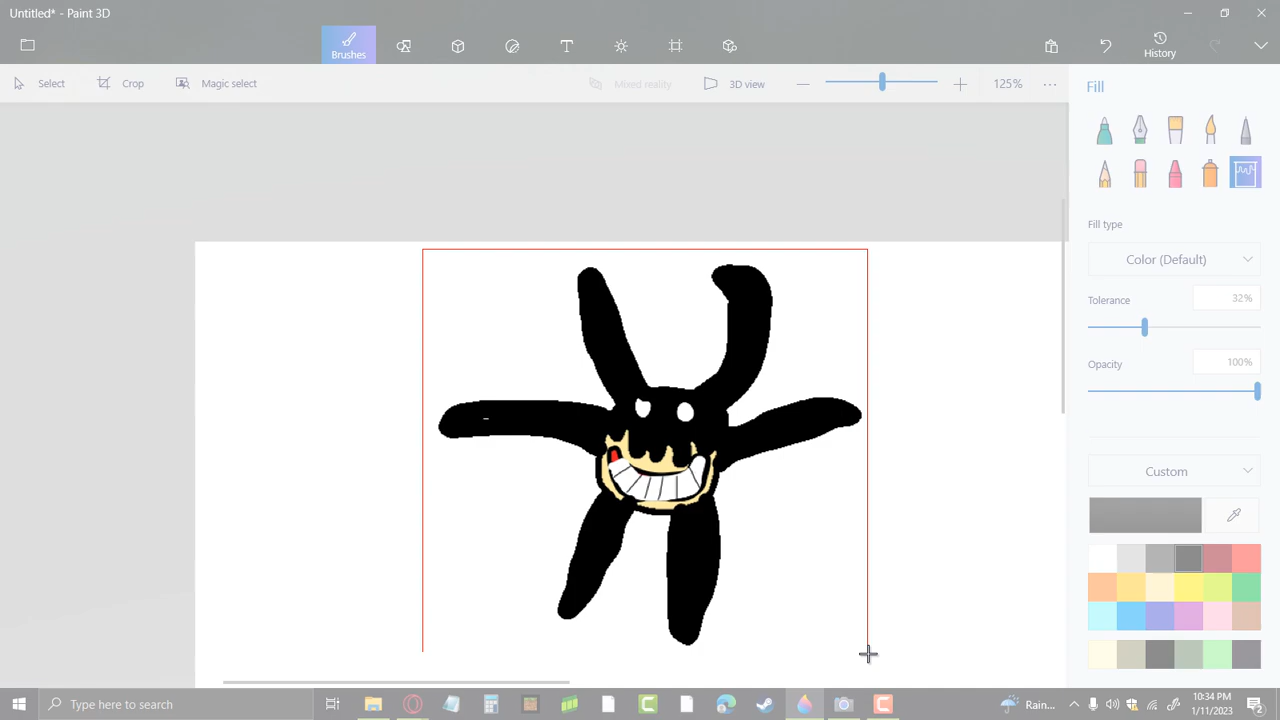 Untitled* - Paint 3D
Brushes
History
Select
Crop
Magic select
Mixed reality
3D view
125%
Fill
Fill type
Color (Default)
Tolerance
32%
Opacity
100%
Custom
Type here to search
Rain...
10:34 PM
1/11/2023
2